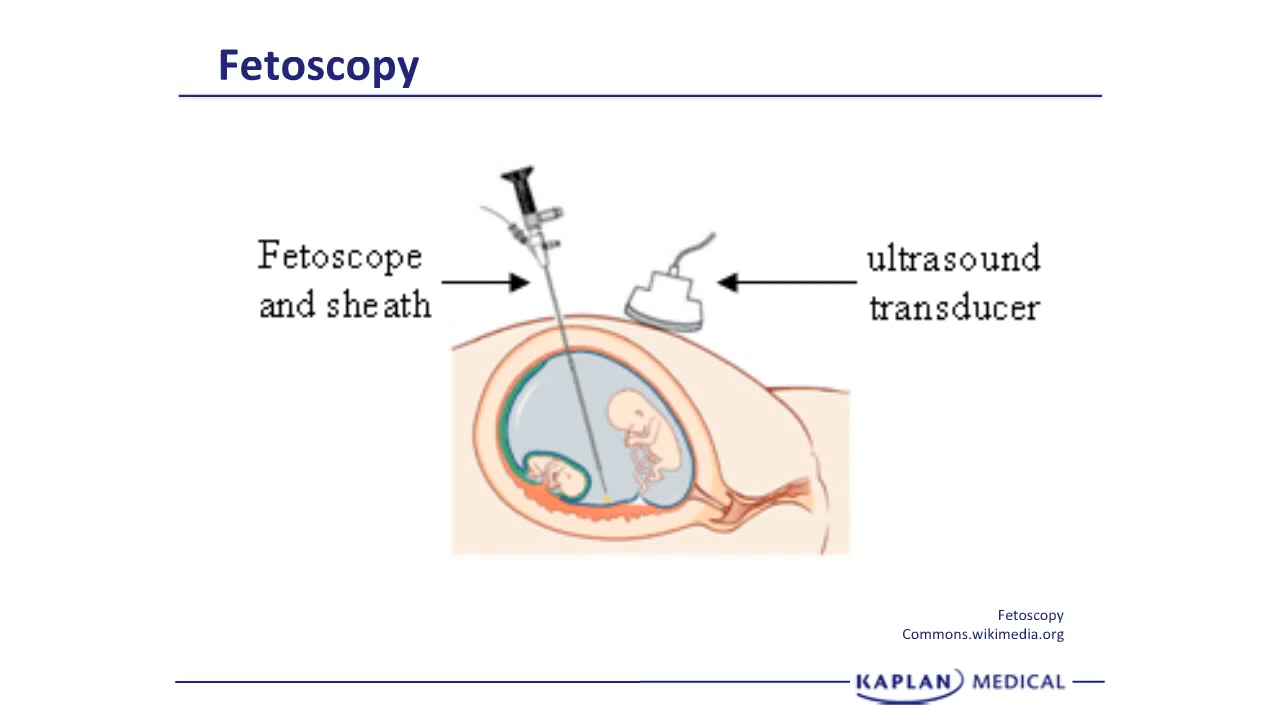 Fetoscopy
Fetoscope
and sheath
ultrasound
transducer
Fetoscopy
Commons.wikimedia.org
KAPLAN MEDICAL